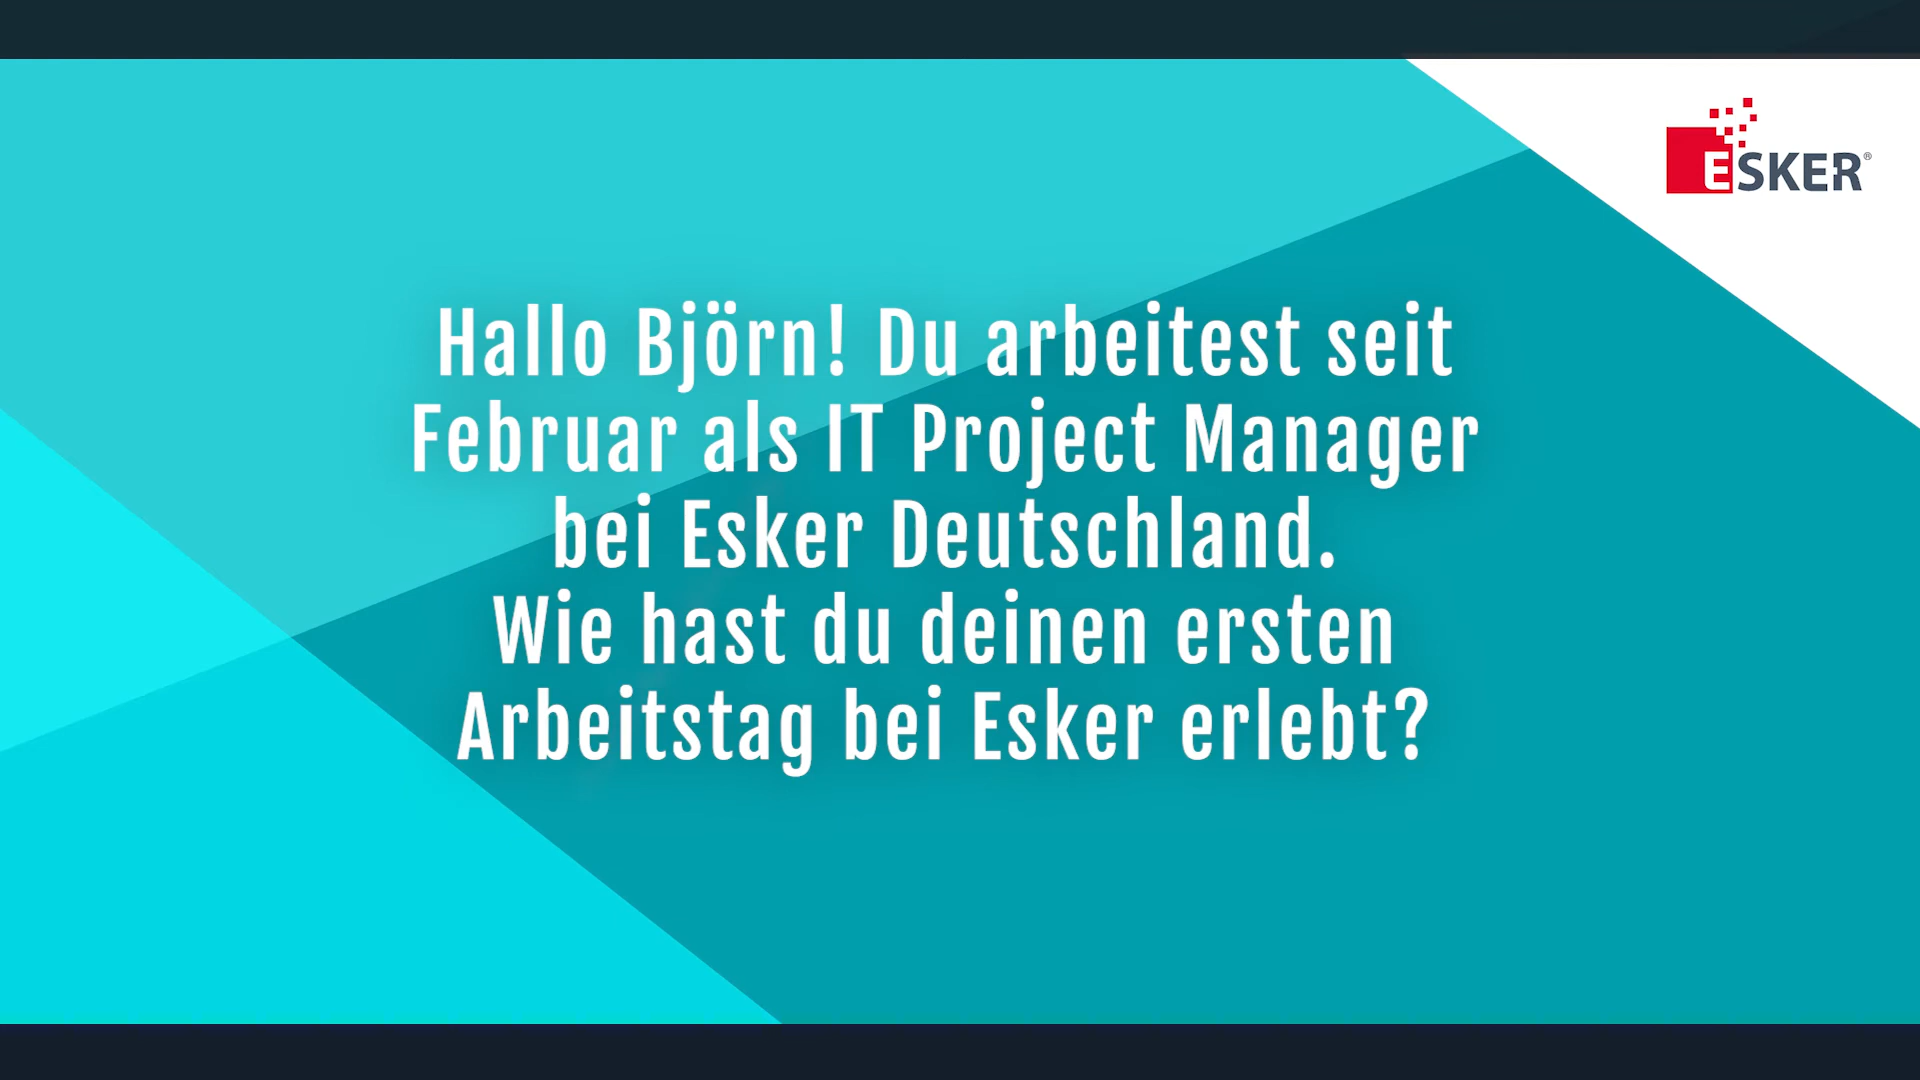 ESKER®
Hallo Björn! Du arbeitest seit
Februar als IT Project Manager
bei Esker Deutschland.
Wie hast du deinen ersten
Arbeitstag bei Esker erlebt?